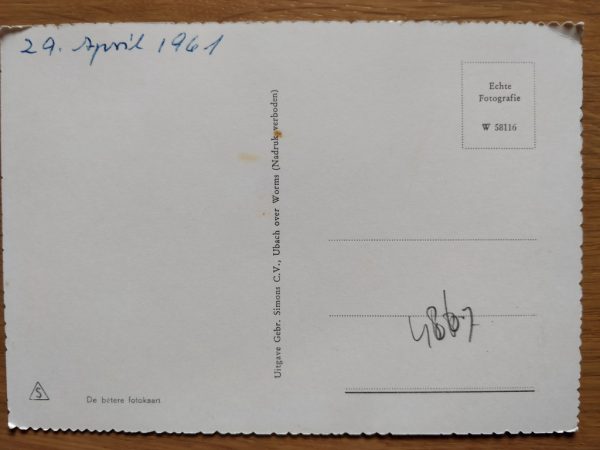 29. April 1961
Echte
Fotografie
W 58116
Uitgave Gebr. Simons C.V., Ubach over Worms (Nadruk verboden)
4867
S
De betere fotokaart